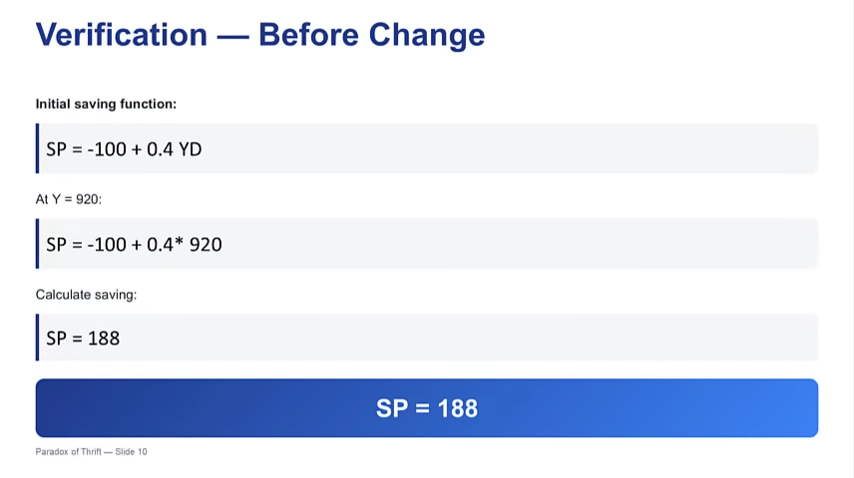 Verification — Before Change
Initial saving function:
SP = -100 + 0.4 YD
At Y = 920:
SP = -100 + 0.4* 920
Calculate saving:
SP = 188
SP = 188
Paradox of Thrift — Slide 10